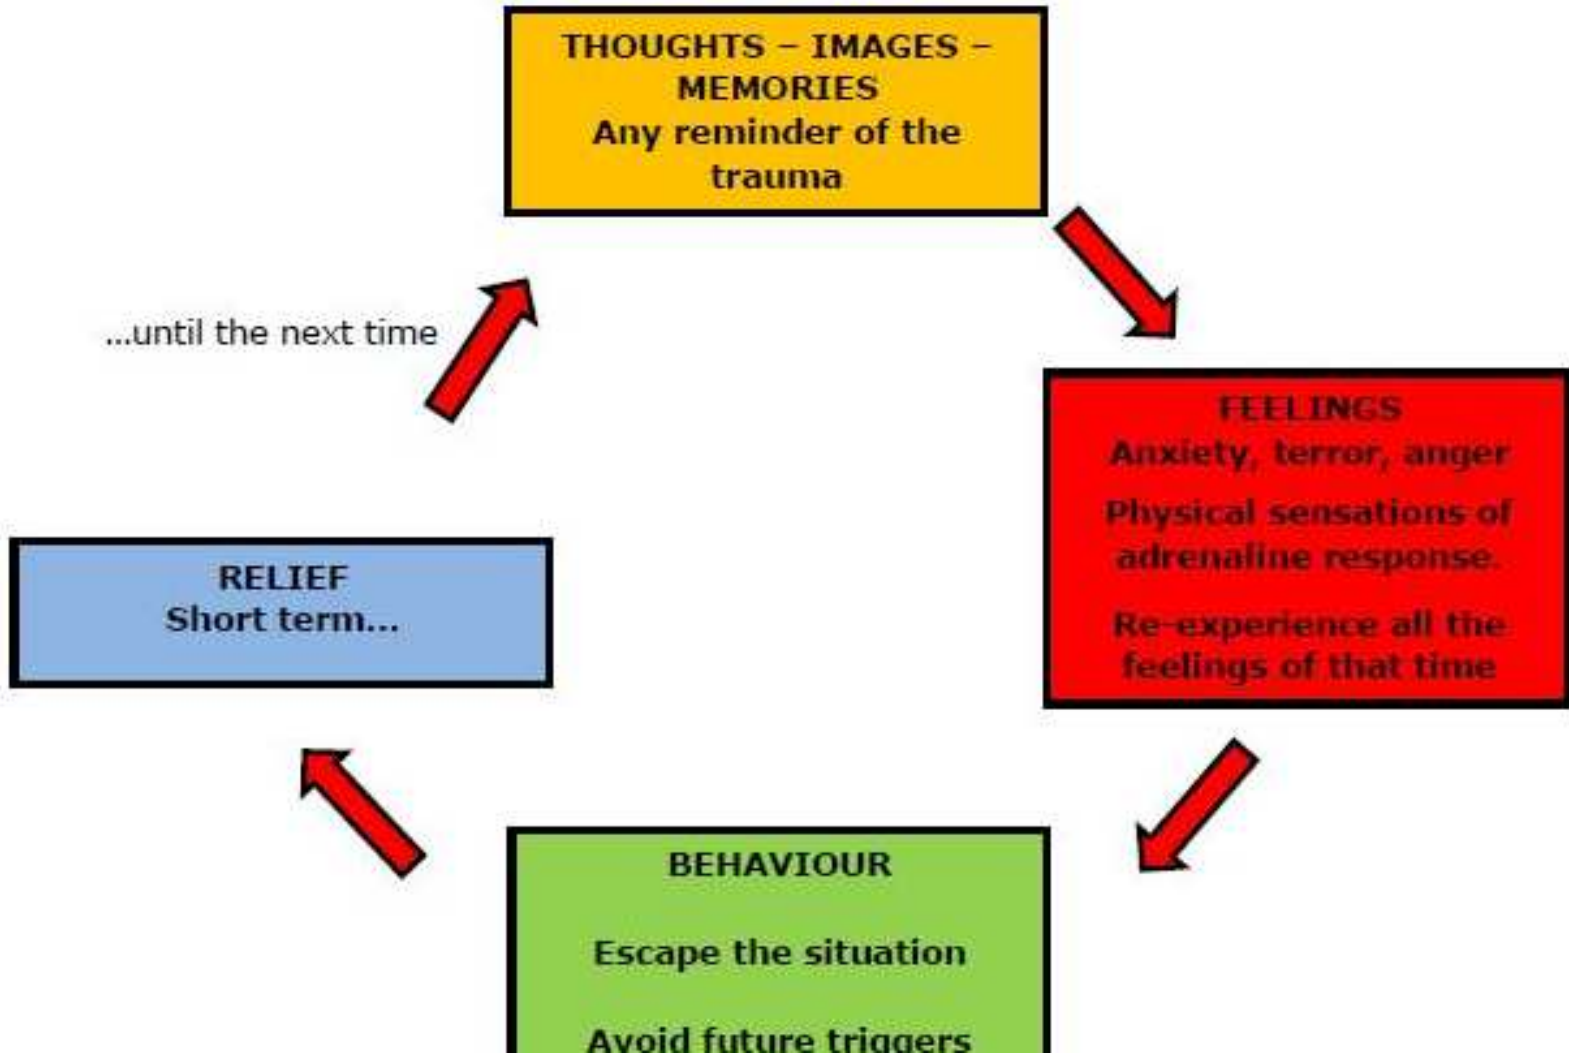 THOUGHTS – IMAGES –
MEMORIES
Any reminder of the
trauma
...until the next time
FEELINGS
Anxiety, terror, anger
Physical sensations of
adrenaline response.
Re-experience all the
feelings of that time
RELIEF
Short term...
BEHAVIOUR
Escape the situation
Avoid future triggers